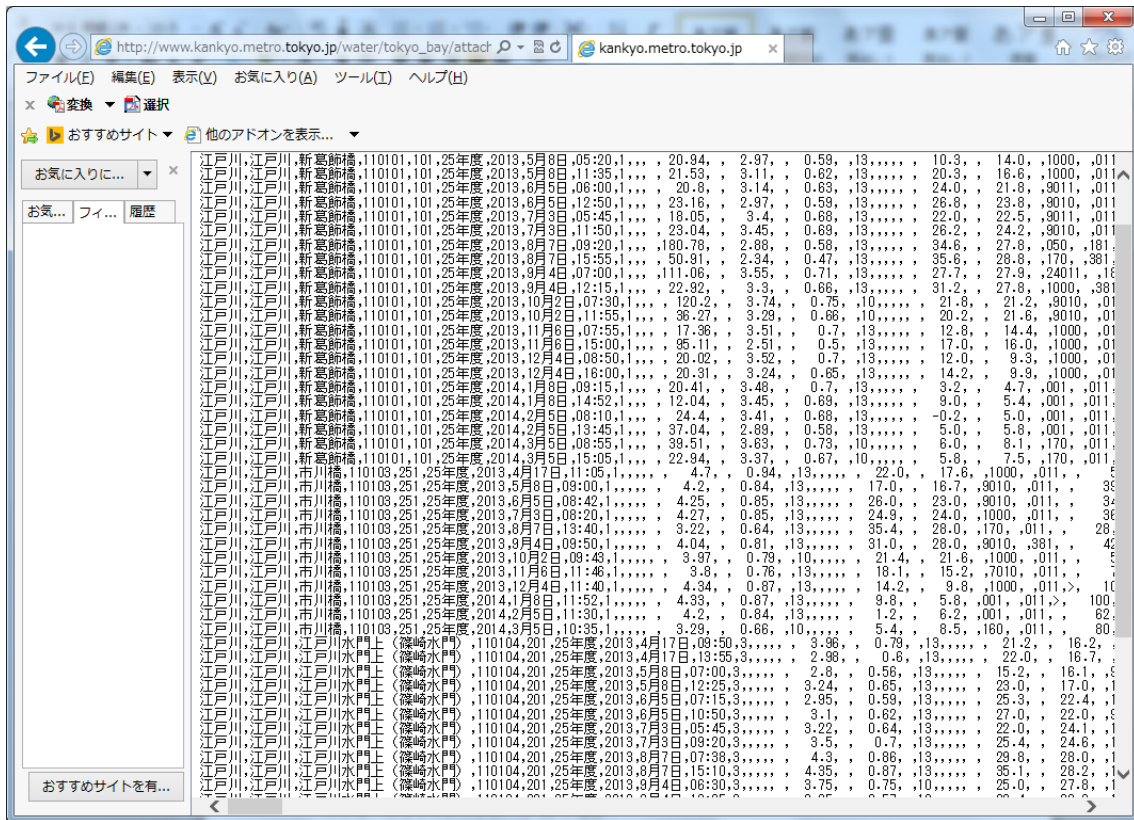 http://www.kankyo.metro.tokyo.jp/water/tokyo_bay/attach
kankyo.metro.tokyo.jp
ファイル(F) 編集(E) 表示(V) お気に入り(A) ツール(T) ヘルプ(H)
x 変換 ▼ 選択
おすすめサイト ▼ 他のアドオンを表示... ▼
お気に入りに... ▼ ×
お気... フィ... 履歴
おすすめサイトを有...
江戸川,江戸川,新葛飾橋,110101,101,25年度,2013,5月8日,05:20,1,,, , 20.94, , 2.97, , 0.59, ,13,,,,, , 10.3, , 14.0, ,1000, ,011
江戸川,江戸川,新葛飾橋,110101,101,25年度,2013,5月8日,11:35,1,,, , 21.53, , 3.11, , 0.62, ,13,,,,, , 20.3, , 16.6, ,1000, ,011
江戸川,江戸川,新葛飾橋,110101,101,25年度,2013,6月5日,06:00,1,,, , 20.8, , 3.14, , 0.63, ,13,,,,, , 24.0, , 21.8, ,9011, ,011
江戸川,江戸川,新葛飾橋,110101,101,25年度,2013,6月5日,12:50,1,,, , 23.16, , 2.97, , 0.59, ,13,,,,, , 26.8, , 23.8, ,9010, ,011
江戸川,江戸川,新葛飾橋,110101,101,25年度,2013,7月3日,05:45,1,,, , 18.05, , 3.4, , 0.68, ,13,,,,, , 22.0, , 22.5, ,9011, ,011
江戸川,江戸川,新葛飾橋,110101,101,25年度,2013,7月3日,11:50,1,,, , 23.04, , 3.45, , 0.69, ,13,,,,, , 26.2, , 24.2, ,9010, ,011
江戸川,江戸川,新葛飾橋,110101,101,25年度,2013,8月7日,09:20,1,,, ,180.78, , 2.88, , 0.58, ,13,,,,, , 34.6, , 27.8, ,050, ,181
江戸川,江戸川,新葛飾橋,110101,101,25年度,2013,8月7日,15:55,1,,, , 50.91, , 2.34, , 0.47, ,13,,,,, , 35.6, , 28.8, ,170, ,381
江戸川,江戸川,新葛飾橋,110101,101,25年度,2013,9月4日,07:00,1,,, ,111.06, , 3.55, , 0.71, ,13,,,,, , 27.7, , 27.9, ,24011, ,18
江戸川,江戸川,新葛飾橋,110101,101,25年度,2013,9月4日,12:15,1,,, , 22.92, , 3.3, , 0.66, ,13,,,,, , 31.2, , 27.8, ,1000, ,381
江戸川,江戸川,新葛飾橋,110101,101,25年度,2013,10月2日,07:30,1,,, , 120.2, , 3.74, , 0.75, ,10,,,,, , 21.8, , 21.2, ,9010, ,01
江戸川,江戸川,新葛飾橋,110101,101,25年度,2013,10月2日,11:55,1,,, , 36.27, , 3.29, , 0.66, ,10,,,,, , 20.2, , 21.6, ,9010, ,01
江戸川,江戸川,新葛飾橋,110101,101,25年度,2013,11月6日,07:55,1,,, , 17.36, , 3.51, , 0.7, ,13,,,,, , 12.8, , 14.4, ,1000, ,01
江戸川,江戸川,新葛飾橋,110101,101,25年度,2013,11月6日,15:00,1,,, , 95.11, , 2.51, , 0.5, ,13,,,,, , 17.0, , 16.0, ,1000, ,01
江戸川,江戸川,新葛飾橋,110101,101,25年度,2013,12月4日,08:50,1,,, , 20.02, , 3.52, , 0.7, ,13,,,,, , 12.0, , 9.3, ,1000, ,01
江戸川,江戸川,新葛飾橋,110101,101,25年度,2013,12月4日,16:00,1,,, , 20.31, , 3.24, , 0.65, ,13,,,,, , 14.2, , 9.9, ,1000, ,01
江戸川,江戸川,新葛飾橋,110101,101,25年度,2014,1月8日,09:15,1,,, , 20.41, , 3.48, , 0.7, ,13,,,,, , 3.2, , 4.7, ,001, ,011,
江戸川,江戸川,新葛飾橋,110101,101,25年度,2014,1月8日,14:52,1,,, , 12.04, , 3.45, , 0.69, ,13,,,,, , 9.0, , 5.4, ,001, ,011,
江戸川,江戸川,新葛飾橋,110101,101,25年度,2014,2月5日,08:10,1,,, , 24.4, , 3.41, , 0.68, ,13,,,,, , -0.2, , 5.0, ,001, ,011,
江戸川,江戸川,新葛飾橋,110101,101,25年度,2014,2月5日,13:45,1,,, , 37.04, , 2.89, , 0.58, ,13,,,,, , 5.0, , 5.8, ,001, ,011,
江戸川,江戸川,新葛飾橋,110101,101,25年度,2014,3月5日,08:55,1,,, , 39.51, , 3.63, , 0.73, ,10,,,,, , 6.0, , 8.1, ,170, ,011,
江戸川,江戸川,新葛飾橋,110101,101,25年度,2014,3月5日,15:05,1,,, , 22.94, , 3.37, , 0.67, ,10,,,,, , 5.8, , 7.5, ,170, ,011,
江戸川,江戸川,市川橋,110103,251,25年度,2013,4月17日,11:05,1,,,,, , 4.7, , 0.94, ,13,,,,, , 22.0, , 17.6, ,1000, ,011, , 5
江戸川,江戸川,市川橋,110103,251,25年度,2013,5月8日,09:00,1,,,,, , 4.2, , 0.84, ,13,,,,, , 17.0, , 16.7, ,9010, ,011, , 39
江戸川,江戸川,市川橋,110103,251,25年度,2013,6月5日,08:42,1,,,,, , 4.25, , 0.85, ,13,,,,, , 26.0, , 23.0, ,9010, ,011, , 34
江戸川,江戸川,市川橋,110103,251,25年度,2013,7月3日,08:20,1,,,,, , 4.27, , 0.85, ,13,,,,, , 24.9, , 24.0, ,1000, ,011, , 36
江戸川,江戸川,市川橋,110103,251,25年度,2013,8月7日,13:40,1,,,,, , 3.22, , 0.64, ,13,,,,, , 35.4, , 28.0, ,170, ,011, , 28,
江戸川,江戸川,市川橋,110103,251,25年度,2013,9月4日,09:50,1,,,,, , 4.04, , 0.81, ,13,,,,, , 31.0, , 28.0, ,9010, ,381, , 42
江戸川,江戸川,市川橋,110103,251,25年度,2013,10月2日,09:43,1,,,,, , 3.97, , 0.79, ,10,,,,, , 21.4, , 21.6, ,9010, ,011, , 5
江戸川,江戸川,市川橋,110103,251,25年度,2013,11月6日,11:46,1,,,,, , 3.8, , 0.76, ,13,,,,, , 18.1, , 15.2, ,7010, ,011, , 7
江戸川,江戸川,市川橋,110103,251,25年度,2013,12月4日,11:40,1,,,,, , 4.34, , 0.87, ,13,,,,, , 14.2, , 9.8, ,1000, ,011,>, 10
江戸川,江戸川,市川橋,110103,251,25年度,2014,1月8日,11:52,1,,,,, , 4.33, , 0.87, ,13,,,,, , 9.8, , 5.8, ,001, ,011,>, 100,
江戸川,江戸川,市川橋,110103,251,25年度,2014,2月5日,11:30,1,,,,, , 4.2, , 0.84, ,13,,,,, , 1.2, , 6.2, ,001, ,011, , 62,
江戸川,江戸川,市川橋,110103,251,25年度,2014,3月5日,10:35,1,,,,, , 3.29, , 0.66, ,10,,,,, , 5.4, , 8.5, ,160, ,011, , 80,
江戸川,江戸川,江戸川水門上(篠崎水門),110104,201,25年度,2013,4月17日,09:50,3,,,,, , 3.96, , 0.79, ,13,,,,, , 21.2, , 16.2,
江戸川,江戸川,江戸川水門上(篠崎水門),110104,201,25年度,2013,4月17日,13:55,3,,,,, , 2.98, , 0.6, ,13,,,,, , 22.0, , 16.7,
江戸川,江戸川,江戸川水門上(篠崎水門),110104,201,25年度,2013,5月8日,07:00,3,,,,, , 2.8, , 0.56, ,13,,,,, , 15.2, , 16.1, ,9
江戸川,江戸川,江戸川水門上(篠崎水門),110104,201,25年度,2013,5月8日,12:25,3,,,,, , 3.24, , 0.65, ,13,,,,, , 23.0, , 17.0, ,1
江戸川,江戸川,江戸川水門上(篠崎水門),110104,201,25年度,2013,6月5日,07:15,3,,,,, , 2.95, , 0.59, ,13,,,,, , 25.3, , 22.4, ,1
江戸川,江戸川,江戸川水門上(篠崎水門),110104,201,25年度,2013,6月5日,10:50,3,,,,, , 3.1, , 0.62, ,13,,,,, , 27.0, , 22.0, ,9
江戸川,江戸川,江戸川水門上(篠崎水門),110104,201,25年度,2013,7月3日,05:45,3,,,,, , 3.22, , 0.64, ,13,,,,, , 22.0, , 24.1, ,1
江戸川,江戸川,江戸川水門上(篠崎水門),110104,201,25年度,2013,7月3日,09:20,3,,,,, , 3.5, , 0.7, ,13,,,,, , 25.4, , 24.6, ,1
江戸川,江戸川,江戸川水門上(篠崎水門),110104,201,25年度,2013,8月7日,07:38,3,,,,, , 4.3, , 0.86, ,13,,,,, , 29.8, , 28.0, ,1
江戸川,江戸川,江戸川水門上(篠崎水門),110104,201,25年度,2013,8月7日,15:10,3,,,,, , 4.35, , 0.87, ,13,,,,, , 35.1, , 28.2, ,1
江戸川,江戸川,江戸川水門上(篠崎水門),110104,201,25年度,2013,9月4日,06:30,3,,,,, , 3.75, , 0.75, ,10,,,,, , 25.0, , 27.8, ,1